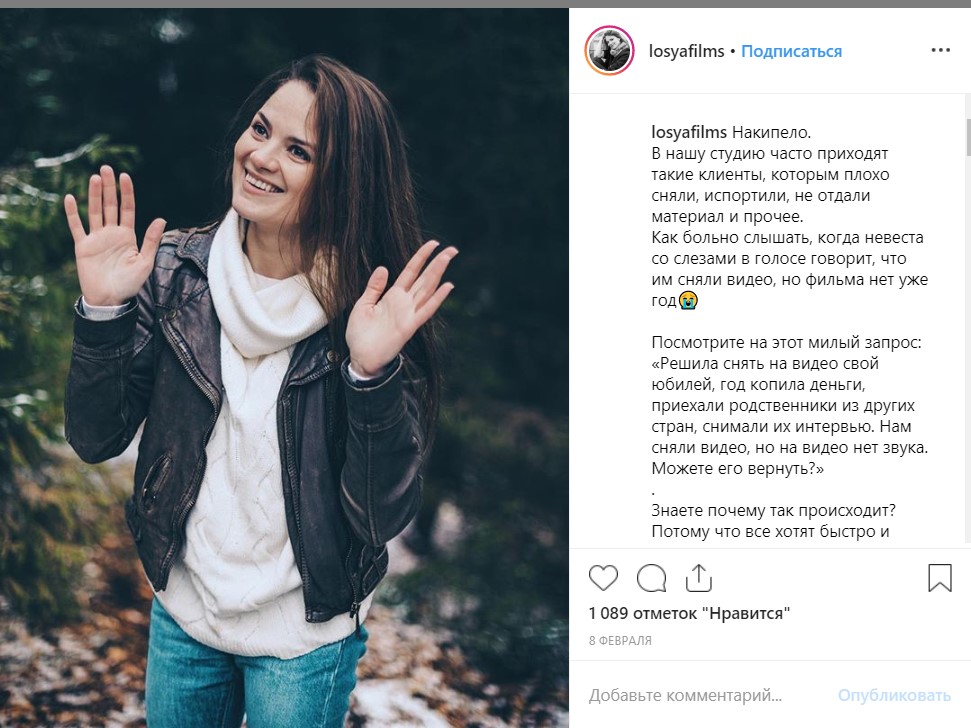 losyafilms • Подписаться
losyafilms Накипело.
В нашу студию часто приходят
такие клиенты, которым плохо
сняли, испортили, не отдали
материал и прочее.
Как больно слышать, когда невеста
со слезами в голосе говорит, что
им сняли видео, но фильма нет уже
год😭
Посмотрите на этот милый запрос:
«Решила снять на видео свой
юбилей, год копила деньги,
приехали родственники из других
стран, снимали их интервью. Нам
сняли видео, но на видео нет звука.
Можете его вернуть?»
.
Знаете почему так происходит?
Потому что все хотят быстро и
1 089 отметок "Нравится"
8 ФЕВРАЛЯ
Добавьте комментарий... Опубликовать